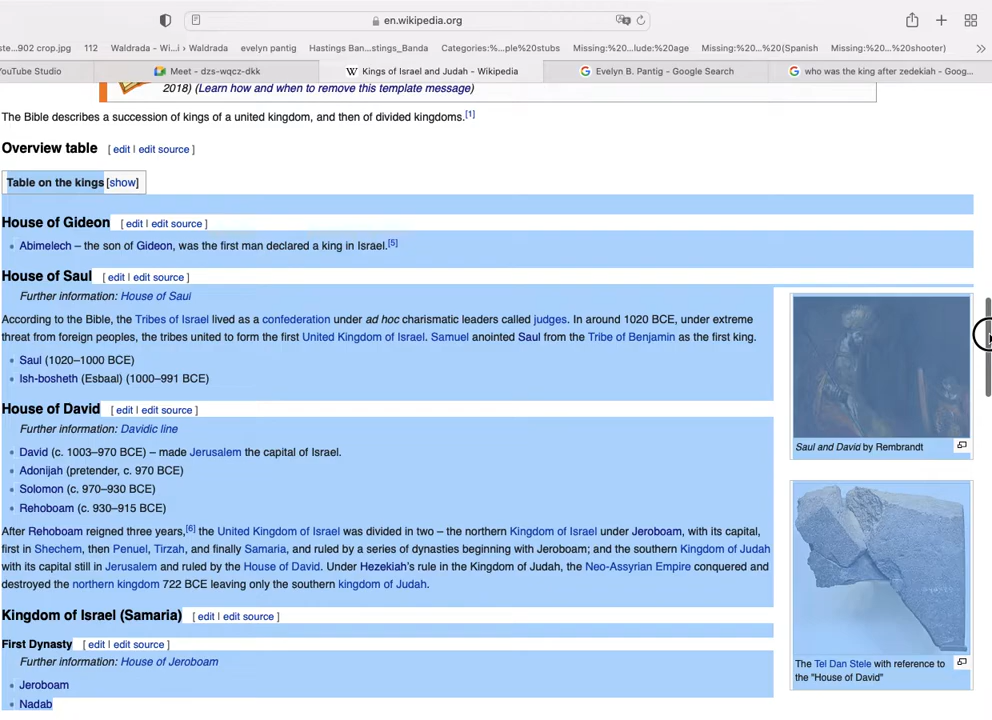 en.wikipedia.org
ste...902 crop.jpg 112 Waldrada - Wi...i › Waldrada evelyn pantig Hastings Ban...stings_Banda Categories:%...ple%20stubs Missing:%20...%20lude:%20age Missing:%20...%20(Spanish Missing:%20...%20shooter)
YouTube Studio Meet - dzs-wqcz-dkk W Kings of Israel and Judah - Wikipedia Evelyn B. Pantig - Google Search who was the king after zedekiah - Goog...
2018) (Learn how and when to remove this template message)
The Bible describes a succession of kings of a united kingdom, and then of divided kingdoms.[1]
Overview table [ edit | edit source ]
Table on the kings [show]
House of Gideon [ edit | edit source ]
• Abimelech – the son of Gideon, was the first man declared a king in Israel.[5]
House of Saul [ edit | edit source ]
Further information: House of Saul
According to the Bible, the Tribes of Israel lived as a confederation under ad hoc charismatic leaders called judges. In around 1020 BCE, under extreme
threat from foreign peoples, the tribes united to form the first United Kingdom of Israel. Samuel anointed Saul from the Tribe of Benjamin as the first king.
• Saul (1020–1000 BCE)
• Ish-bosheth (Esbaal) (1000–991 BCE)
Saul and David by Rembrandt
House of David [ edit | edit source ]
Further information: Davidic line
• David (c. 1003–970 BCE) – made Jerusalem the capital of Israel.
• Adonijah (pretender, c. 970 BCE)
• Solomon (c. 970–930 BCE)
• Rehoboam (c. 930–915 BCE)
After Rehoboam reigned three years,[6] the United Kingdom of Israel was divided in two – the northern Kingdom of Israel under Jeroboam, with its capital,
first in Shechem, then Penuel, Tirzah, and finally Samaria, and ruled by a series of dynasties beginning with Jeroboam; and the southern Kingdom of Judah
with its capital still in Jerusalem and ruled by the House of David. Under Hezekiah's rule in the Kingdom of Judah, the Neo-Assyrian Empire conquered and
destroyed the northern kingdom 722 BCE leaving only the southern kingdom of Judah.
Kingdom of Israel (Samaria) [ edit | edit source ]
First Dynasty [ edit | edit source ]
Further information: House of Jeroboam
• Jeroboam
• Nadab
The Tel Dan Stele with reference to
the "House of David"